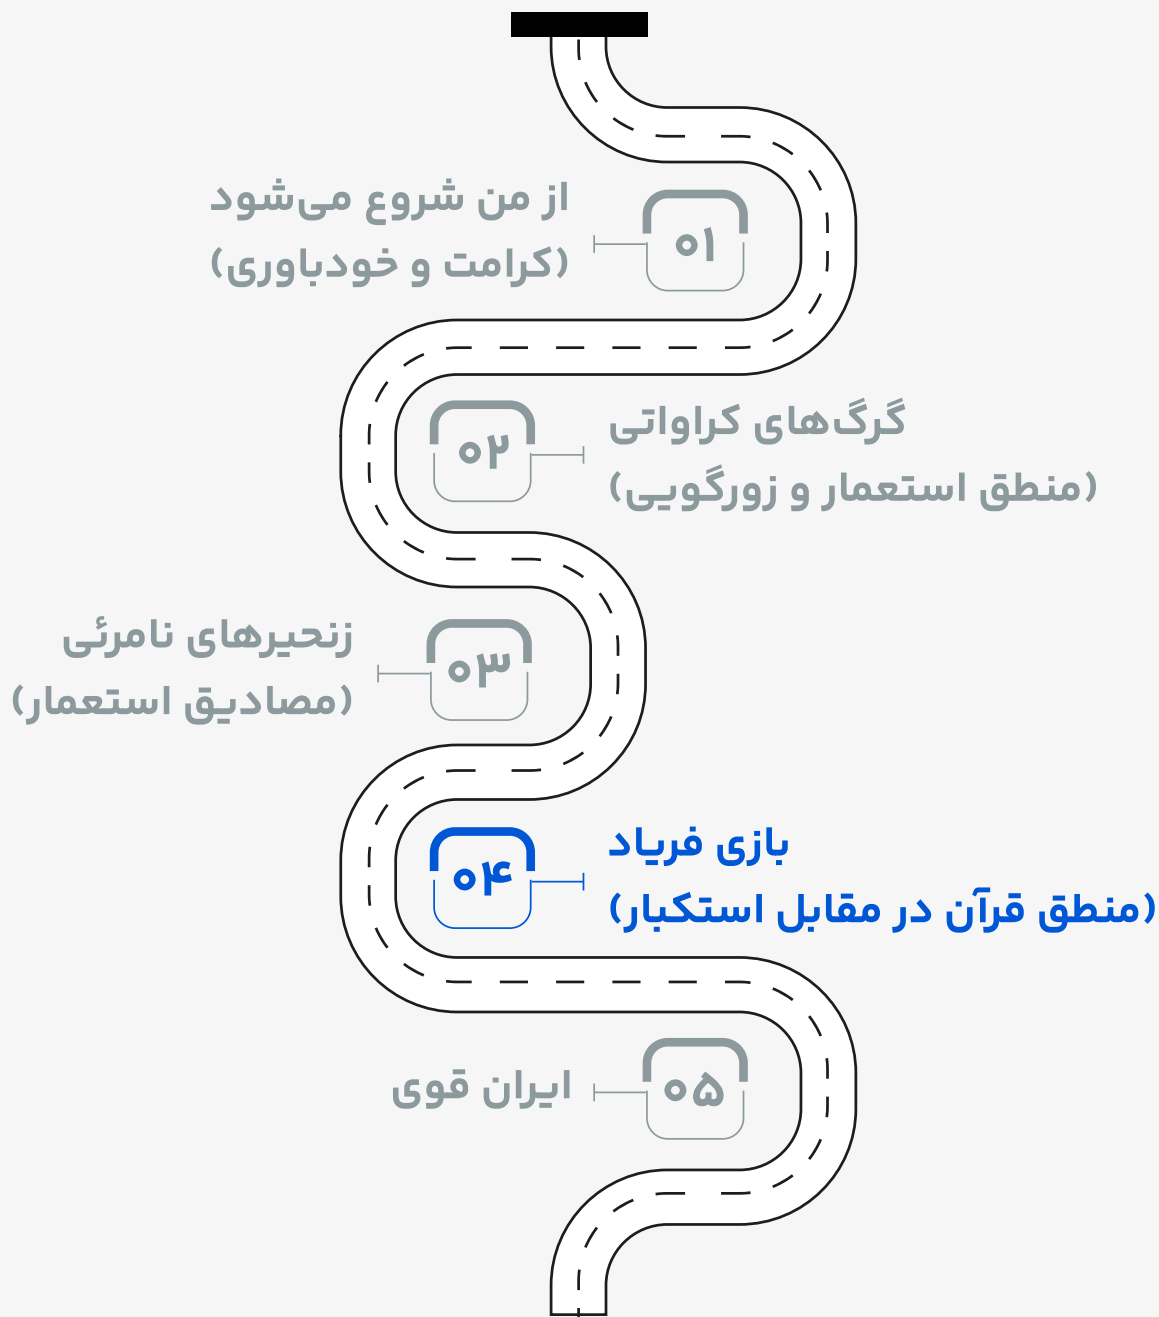 از من شروع می‌شود
(کرامت و خودباوری)
۰۱
گرگ‌های کراواتی
(منطق استعمار و زورگویی)
۰۲
زنحیرهای نامرئی
(مصادیق استعمار)
۰۳
بازی فریاد
(منطق قرآن در مقابل استکبار)
۰۴
ایران قوی
۰۵